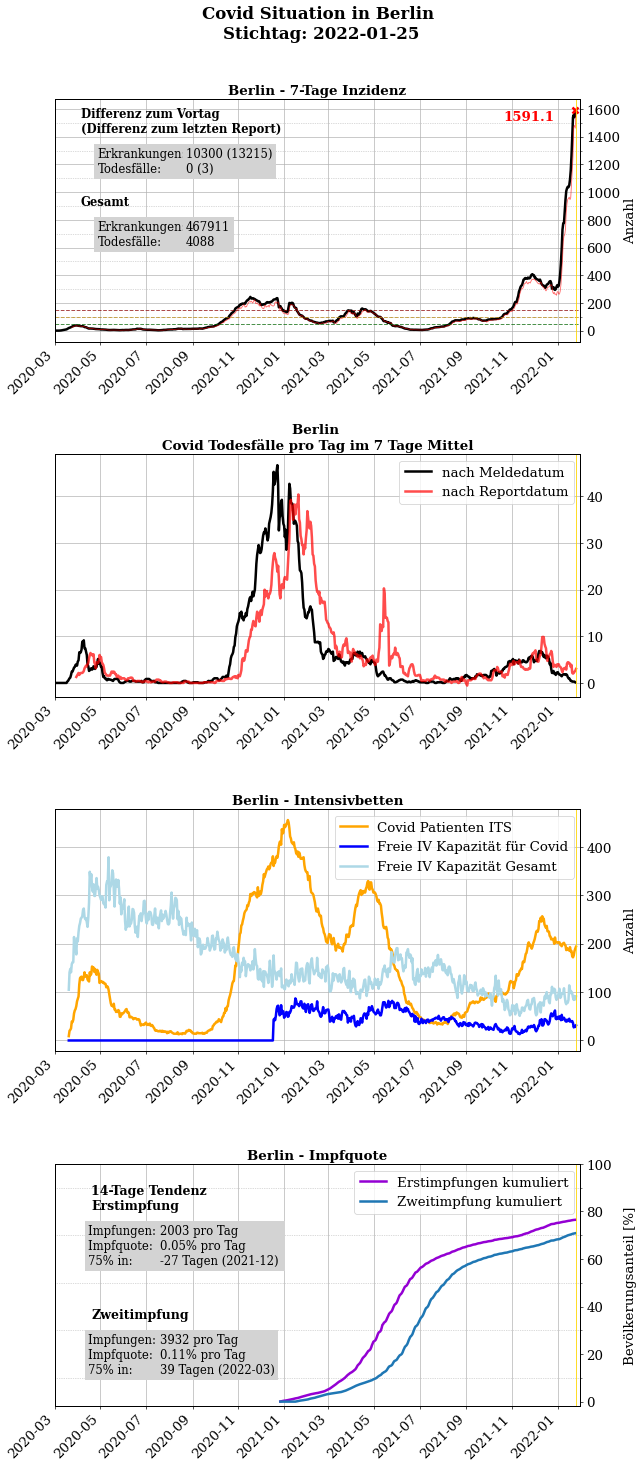 Covid Situation in Berlin
Stichtag: 2022-01-25
Berlin - 7-Tage Inzidenz
Differenz zum Vortag
(Differenz zum letzten Report)
Erkrankungen 10300 (13215)
Todesfälle: 0 (3)
Gesamt
Erkrankungen 467911
Todesfälle: 4088
1591.1
1600
1400
1200
1000
800
600
400
200
0
Anzahl
2020-03
2020-05
2020-07
2020-09
2020-11
2021-01
2021-03
2021-05
2021-07
2021-09
2021-11
2022-01
Berlin
Covid Todesfälle pro Tag im 7 Tage Mittel
nach Meldedatum
nach Reportdatum
40
30
20
10
0
2020-03
2020-05
2020-07
2020-09
2020-11
2021-01
2021-03
2021-05
2021-07
2021-09
2021-11
2022-01
Berlin - Intensivbetten
Covid Patienten ITS
Freie IV Kapazität für Covid
Freie IV Kapazität Gesamt
400
300
200
100
0
Anzahl
2020-03
2020-05
2020-07
2020-09
2020-11
2021-01
2021-03
2021-05
2021-07
2021-09
2021-11
2022-01
Berlin - Impfquote
14-Tage Tendenz
Erstimpfung
Impfungen: 2003 pro Tag
Impfquote: 0.05% pro Tag
75% in: -27 Tagen (2021-12)
Zweitimpfung
Impfungen: 3932 pro Tag
Impfquote: 0.11% pro Tag
75% in: 39 Tagen (2022-03)
Erstimpfungen kumuliert
Zweitimpfung kumuliert
100
80
60
40
20
0
Bevölkerungsanteil [%]
2020-03
2020-05
2020-07
2020-09
2020-11
2021-01
2021-03
2021-05
2021-07
2021-09
2021-11
2022-01